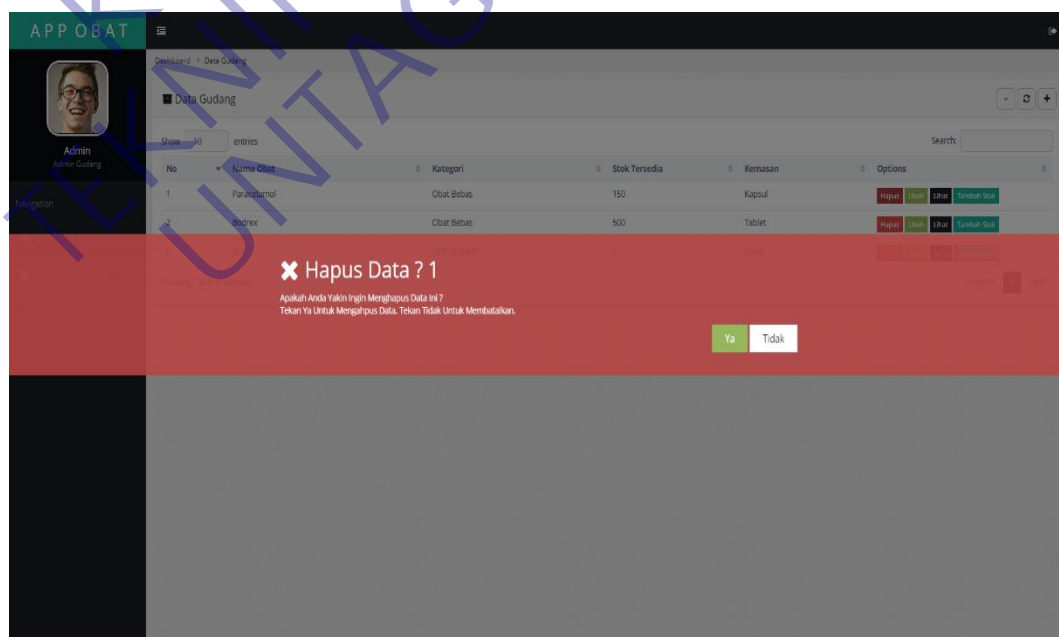 APP OBAT
Dashboard > Data Gudang
Data Gudang
Admin
Admin Gudang
Navigation
Show 10 entries
Search:
No Nama Obat Kategori Stok Tersedia Kemasan Options
1 Paracetamol Obat Bebas 150 Kapsul Hapus Ubah Lihat Tambah Stok
2 Bodrex Obat Bebas 500 Tablet Hapus Ubah Lihat Tambah Stok
Hapus Data ? 1
Apakah Anda Yakin Ingin Menghapus Data Ini ?
Tekan Ya Untuk Mengahpus Data. Tekan Tidak Untuk Membatalkan.
Ya Tidak
UNTAG